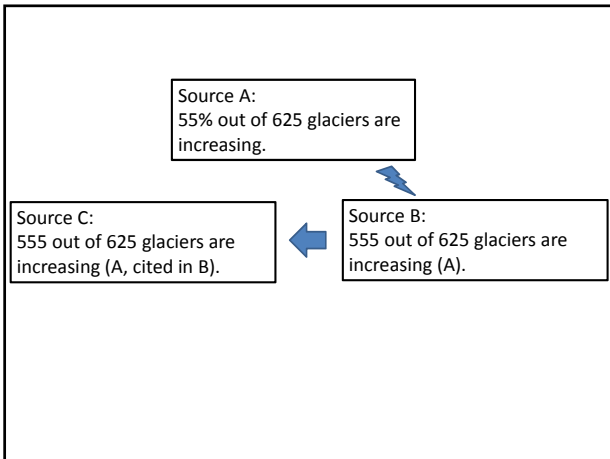 Source A:
55% out of 625 glaciers are
increasing.
Source C:
555 out of 625 glaciers are
increasing (A, cited in B).
Source B:
555 out of 625 glaciers are
increasing (A).